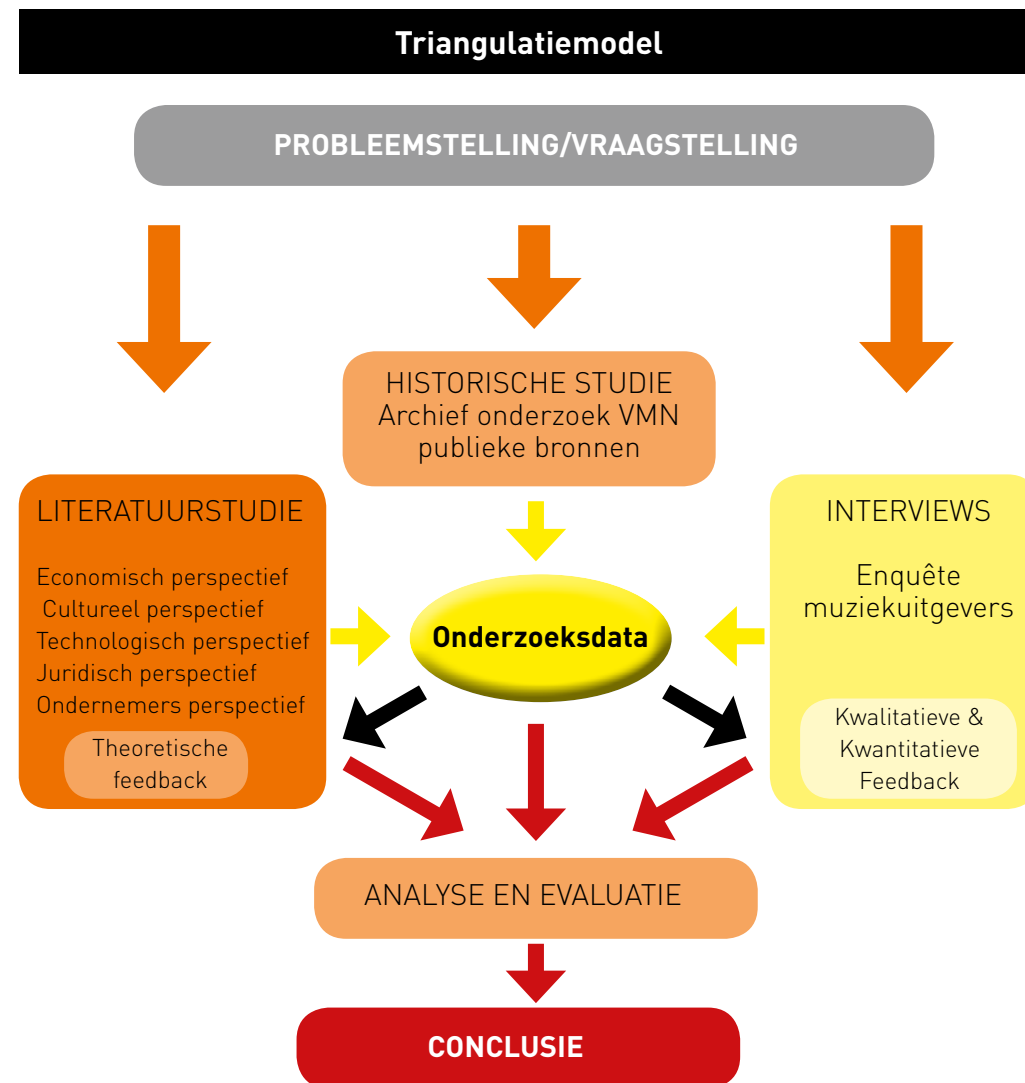 Triangulatiemodel
PROBLEEMSTELLING/VRAAGSTELLING
HISTORISCHE STUDIE
Archief onderzoek VMN
publieke bronnen
LITERATUURSTUDIE
Economisch perspectief
Cultureel perspectief
Technologisch perspectief
Juridisch perspectief
Ondernemers perspectief
Theoretische
feedback
Onderzoeksdata
INTERVIEWS
Enquête
muziekuitgevers
Kwalitatieve &
Kwantitatieve
Feedback
ANALYSE EN EVALUATIE
CONCLUSIE